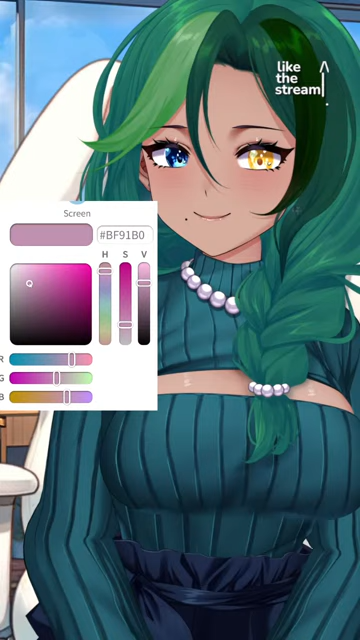 like
the
stream
Screen
#BF91B0
H S V
R
G
B